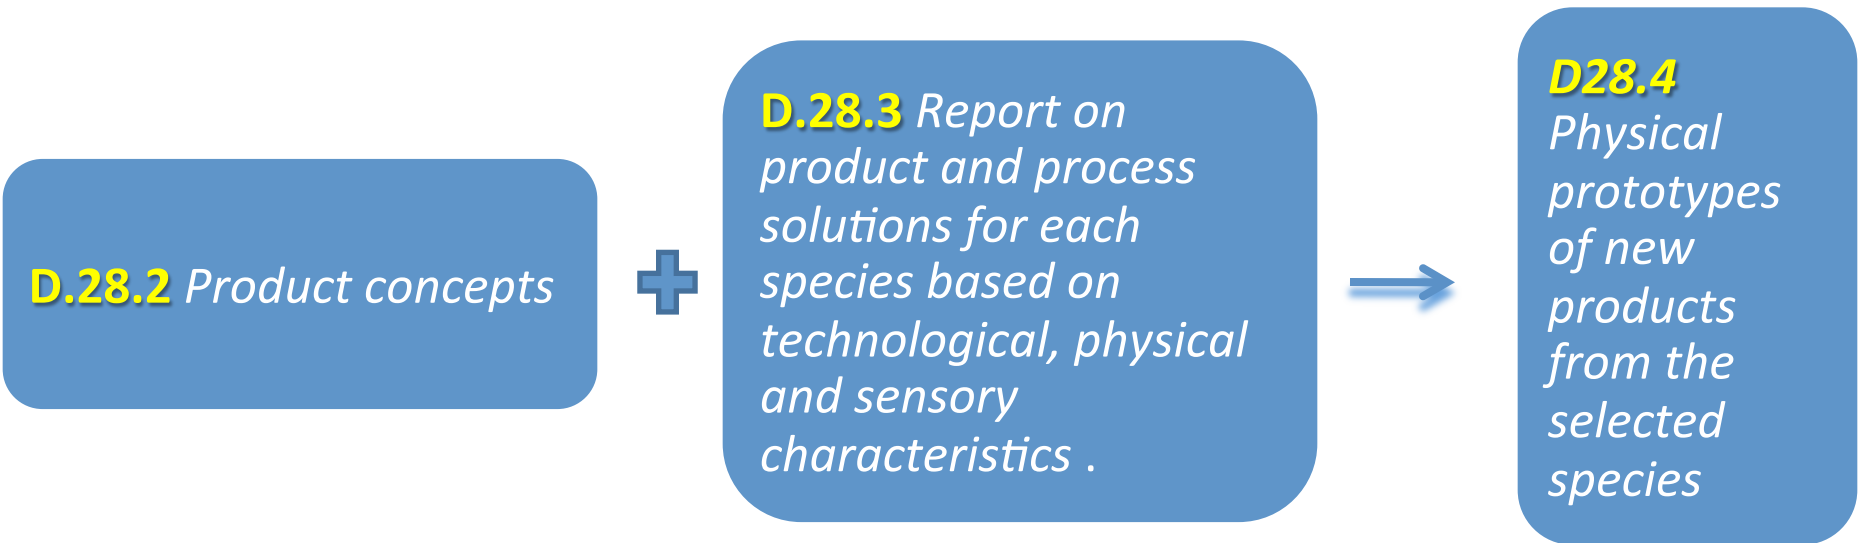 D.28.2 Product concepts
D.28.3 Report on
product and process
solutions for each
species based on
technological, physical
and sensory
characteristics .
D28.4
Physical
prototypes
of new
products
from the
selected
species